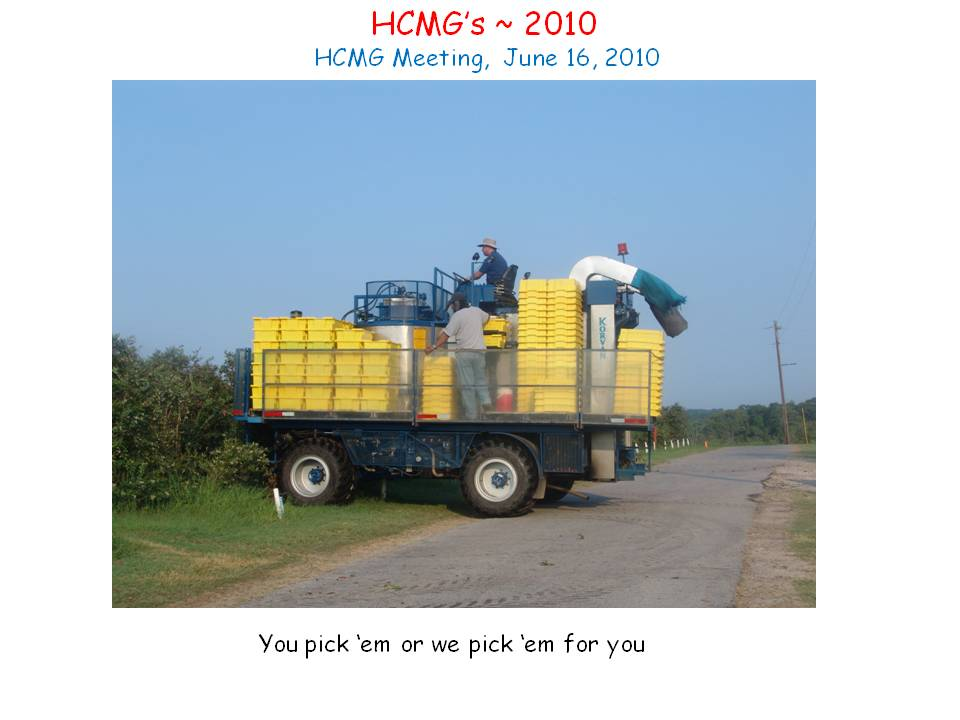 HCMG’s ~ 2010
HCMG Meeting, June 16, 2010
KORVAN
You pick ‘em or we pick ‘em for you